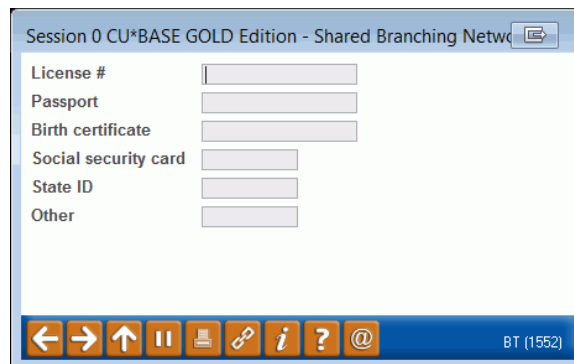 Session 0 CU*BASE GOLD Edition - Shared Branching
License #
Passport
Birth certificate
Social security card
State ID
Other
i ? @
BT (1552)